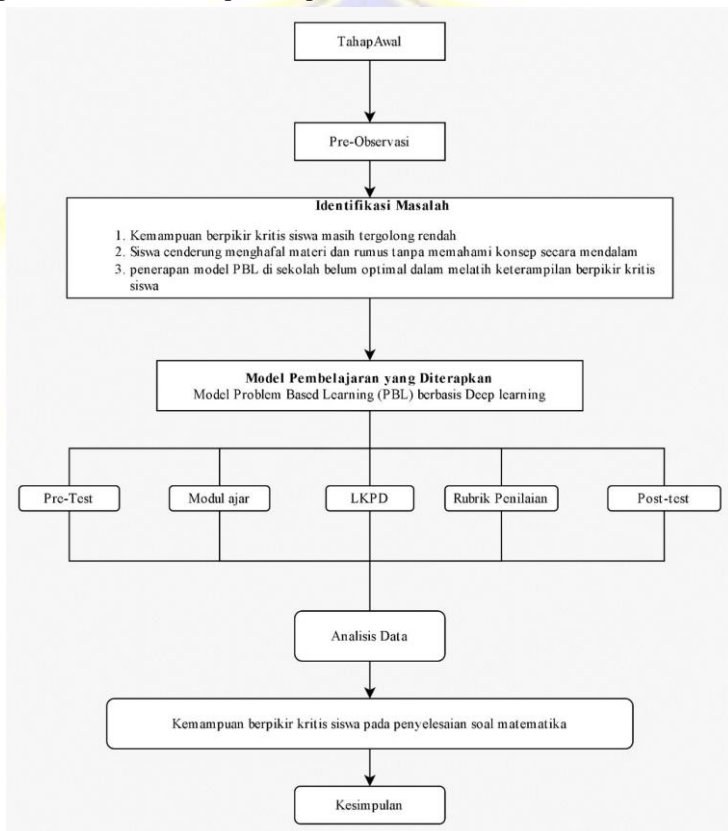 TahapAwal
Pre-Observasi
Identifikasi Masalah
1. Kemampuan berpikir kritis siswa masih tergolong rendah
2. Siswa cenderung menghafal materi dan rumus tanpa memahami konsep secara mendalam
3. penerapan model PBL di sekolah belum optimal dalam melatih keterampilan berpikir kritis
siswa
Model Pembelajaran yang Diterapkan
Model Problem Based Learning (PBL) berbasis Deep learning
Pre-Test
Modul ajar
LKPD
Rubrik Penilaian
Post-test
Analisis Data
Kemampuan berpikir kritis siswa pada penyelesaian soal matematika
Kesimpulan